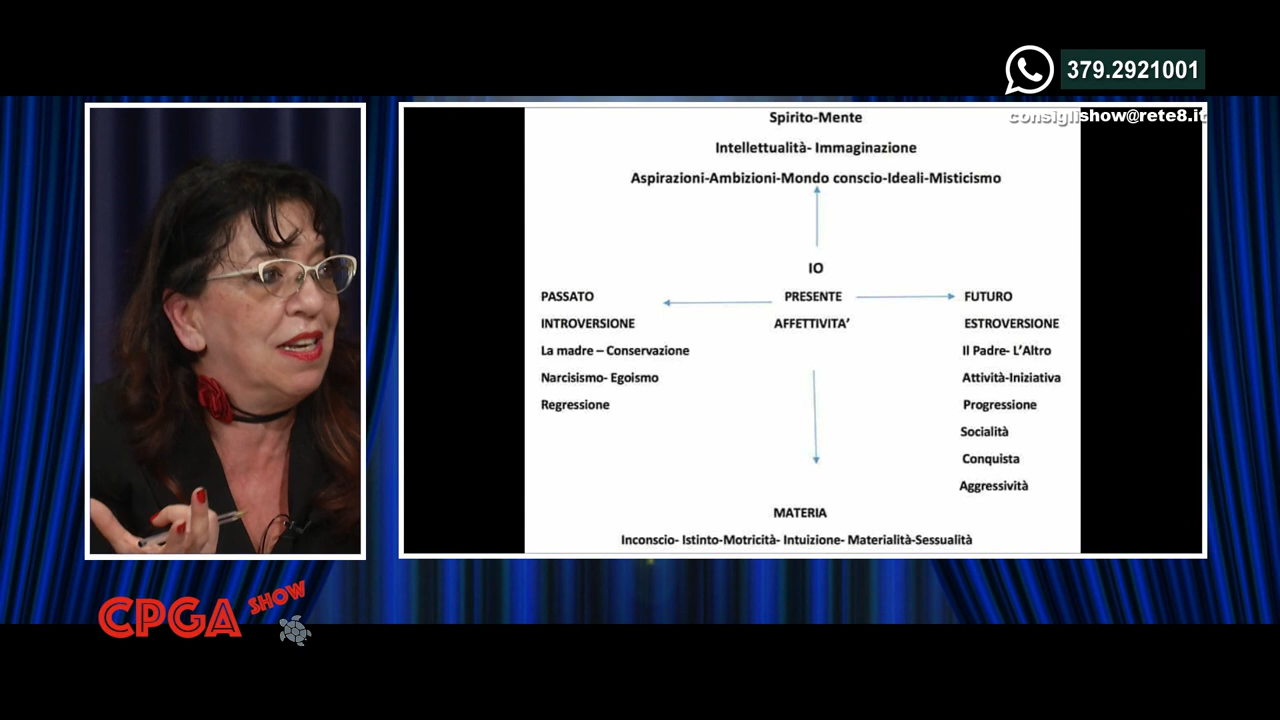 379.2921001
consiglishow@rete8.it
Spirito-Mente
Intellettualità- Immaginazione
Aspirazioni-Ambizioni-Mondo conscio-Ideali-Misticismo
IO
PASSATO
PRESENTE
FUTURO
INTROVERSIONE
AFFETTIVITA’
ESTROVERSIONE
La madre – Conservazione
Il Padre- L’Altro
Narcisismo- Egoismo
Attività-Iniziativa
Regressione
Progressione
Socialità
Conquista
Aggressività
MATERIA
Inconscio- Istinto-Motricità- Intuizione- Materialità-Sessualità
CPGA SHOW